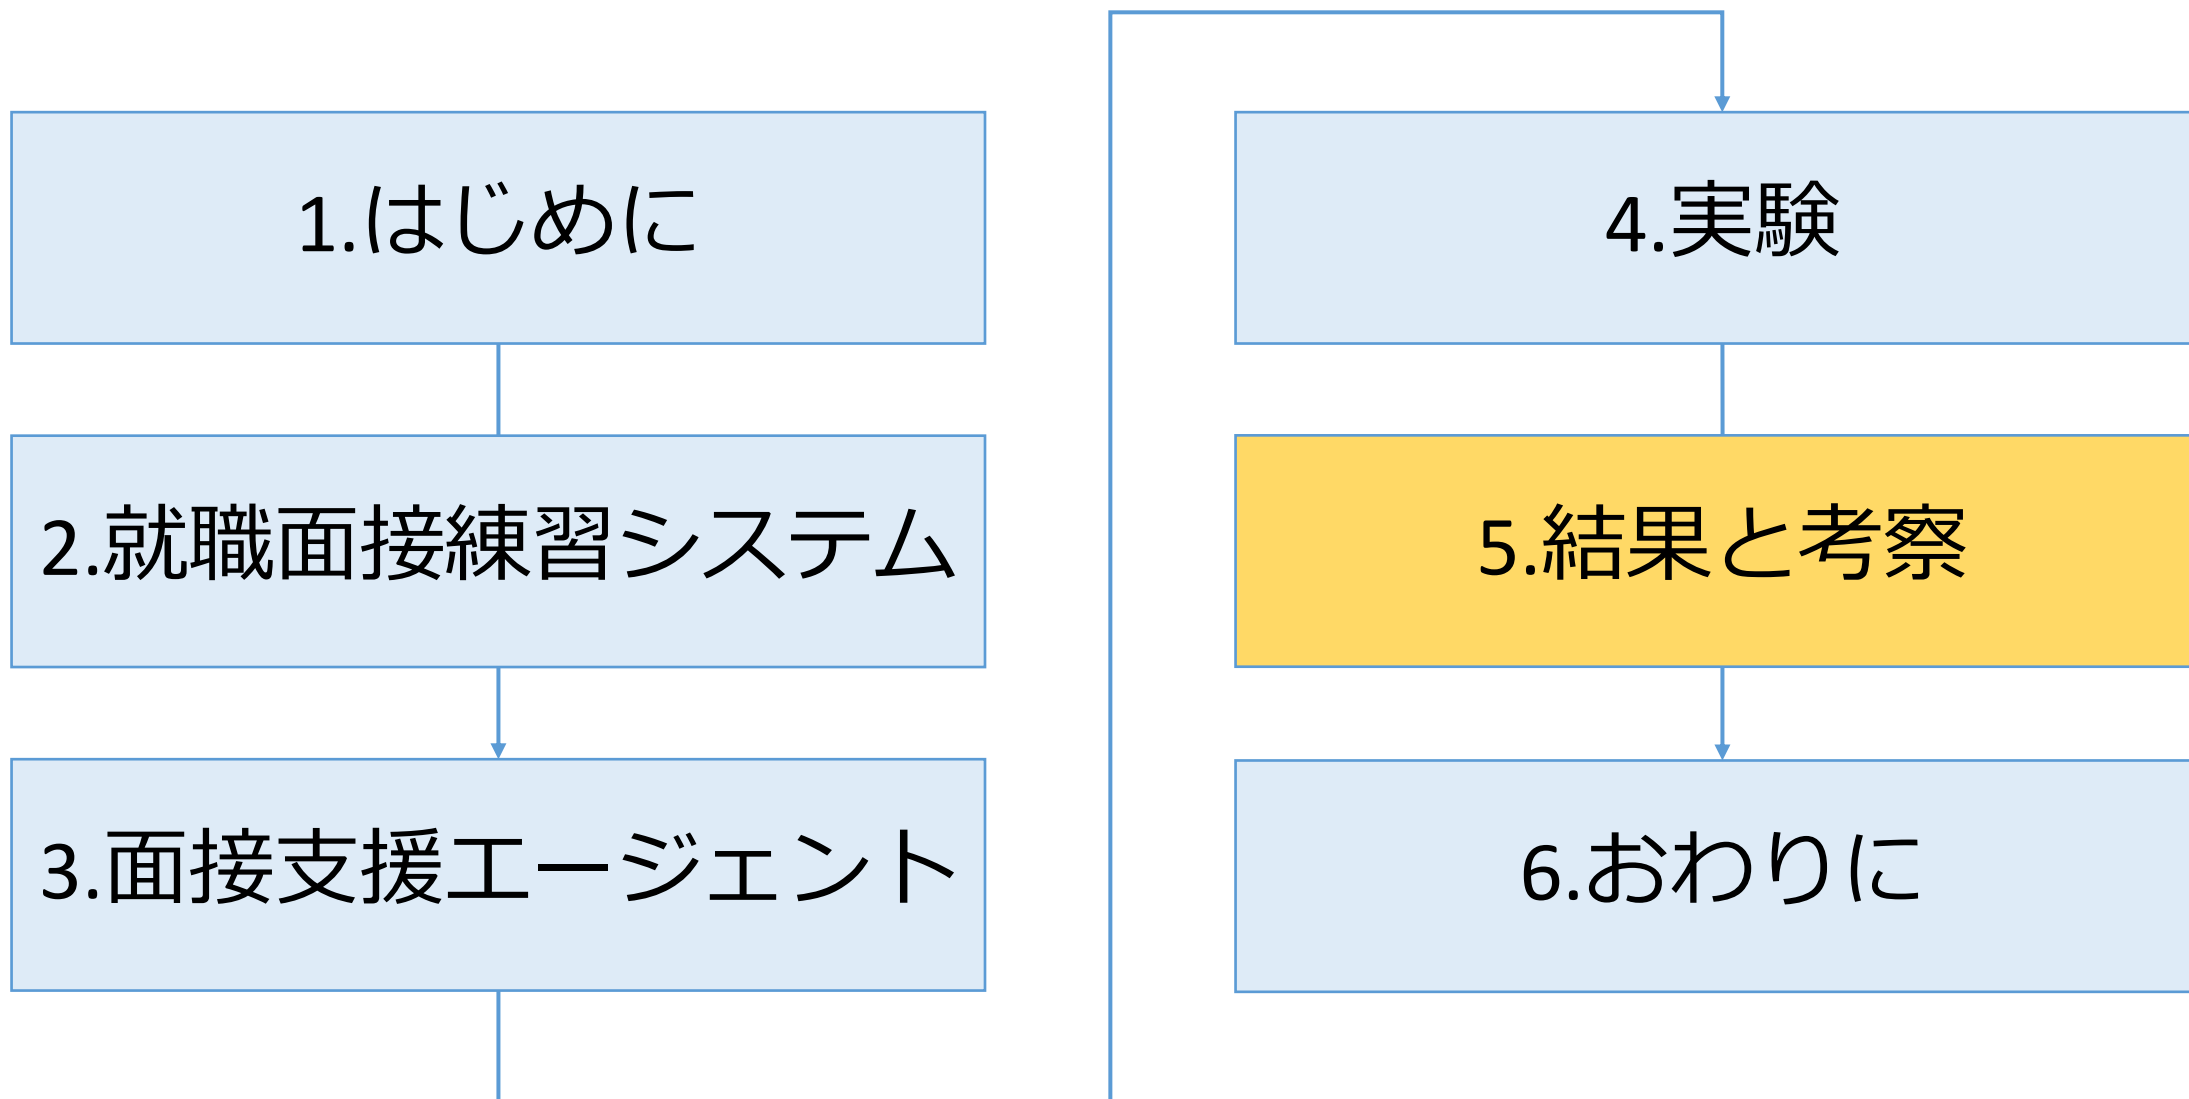 1.はじめに
2.就職面接練習システム
3.面接支援エージェント
4.実験
5.結果と考察
6.おわりに